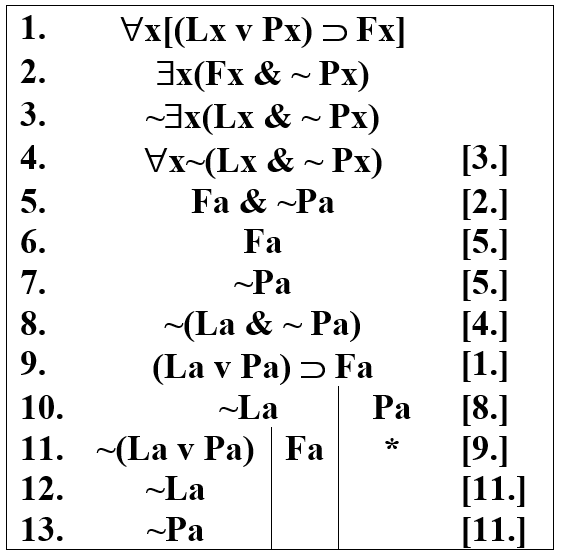 1. ∀x[(Lx v Px) ⊃ Fx]
2. ∃x(Fx & ~ Px)
3. ~∃x(Lx & ~ Px)
4. ∀x~(Lx & ~ Px) [3.]
5. Fa & ~Pa [2.]
6. Fa [5.]
7. ~Pa [5.]
8. ~(La & ~ Pa) [4.]
9. (La v Pa) ⊃ Fa [1.]
10. ~La Pa [8.]
11. ~(La v Pa) Fa * [9.]
12. ~La [11.]
13. ~Pa [11.]